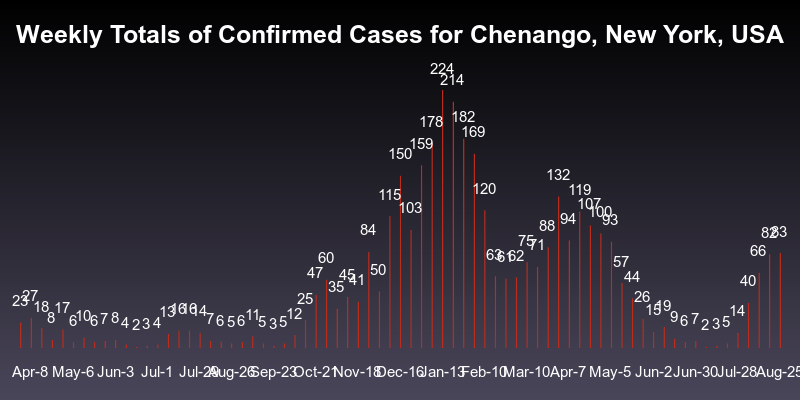 Weekly Totals of Confirmed Cases for Chenango, New York, USA
23 27 18 8 17 6 10 6 7 8 4 2 3 4 13 16 16 14 7 6 5 6 11 5 3 5 12 25 47 60 35 45 41 84 50 115 150 103 159 178 224 214 182 169 120 63 61 62 75 71 88 132 94 119 107 100 93 57 44 26 15 19 9 6 7 2 3 5 14 40 66 82 83
Apr-8 May-6 Jun-3 Jul-1 Jul-29 Aug-26 Sep-23 Oct-21 Nov-18 Dec-16 Jan-13 Feb-10 Mar-10 Apr-7 May-5 Jun-2 Jun-30 Jul-28 Aug-25